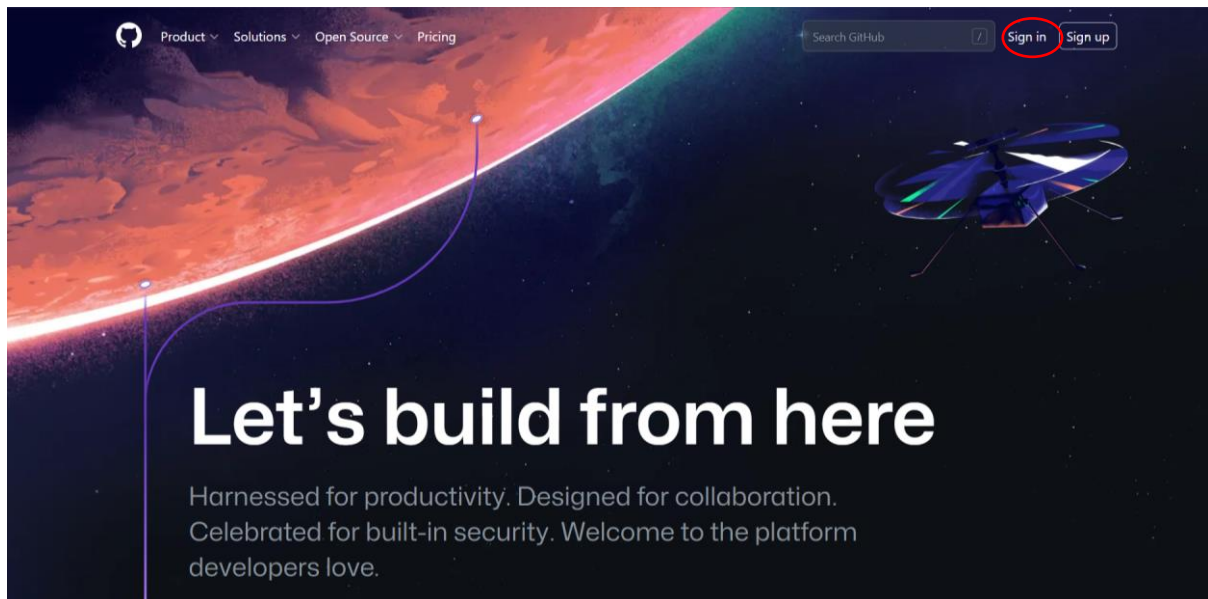 Product Solutions Open Source Pricing Search GitHub / Sign in Sign up
Let's build from here
Harnessed for productivity. Designed for collaboration.
Celebrated for built-in security. Welcome to the platform
developers love.